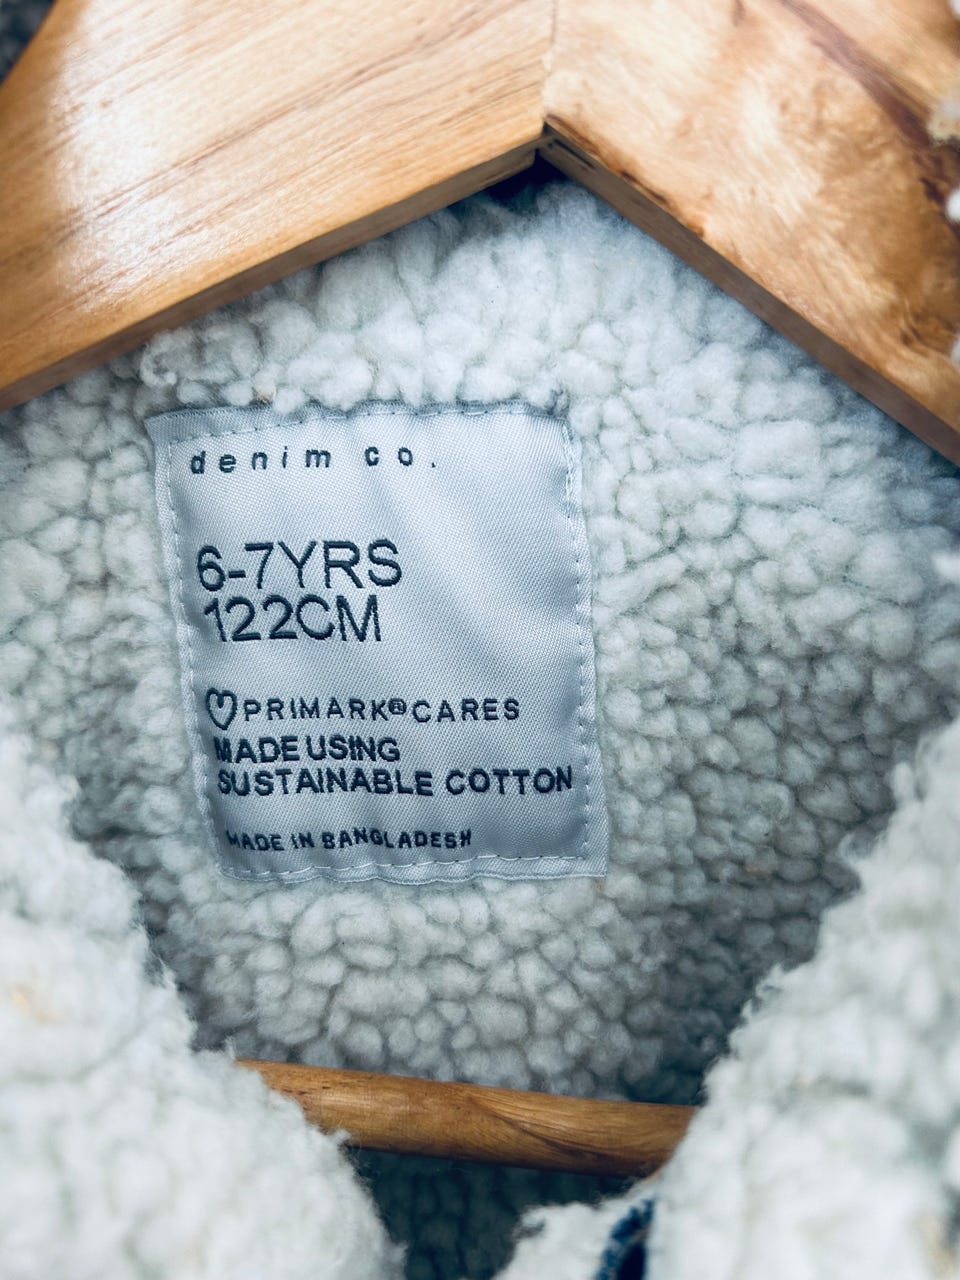 denim co.
6-7YRS
122CM
♡PRIMARK®CARES
MADE USING
SUSTAINABLE COTTON
MADE IN BANGLADESH